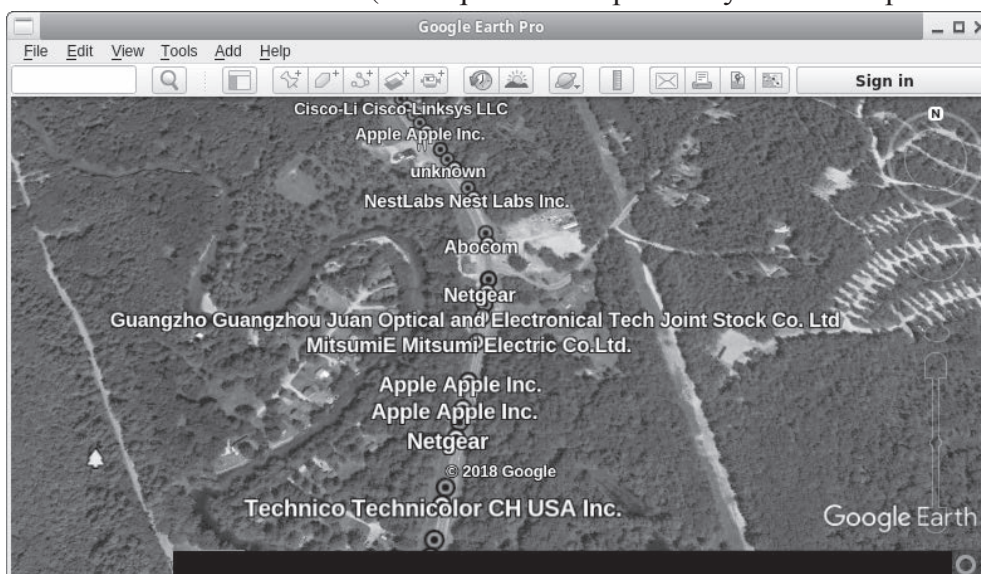 Google Earth Pro
File Edit View Tools Add Help
Sign in
Cisco-Li Cisco-Linksys LLC
N
Apple Apple Inc.
unknown
NestLabs Nest Labs Inc.
Abocom
Netgear
Guangzho Guangzhou Juan Optical and Electronical Tech Joint Stock Co. Ltd
MitsumiE Mitsumi Electric Co.Ltd.
Apple Apple Inc.
Apple Apple Inc.
Netgear
© 2018 Google
Technico Technicolor CH USA Inc.
Google Earth